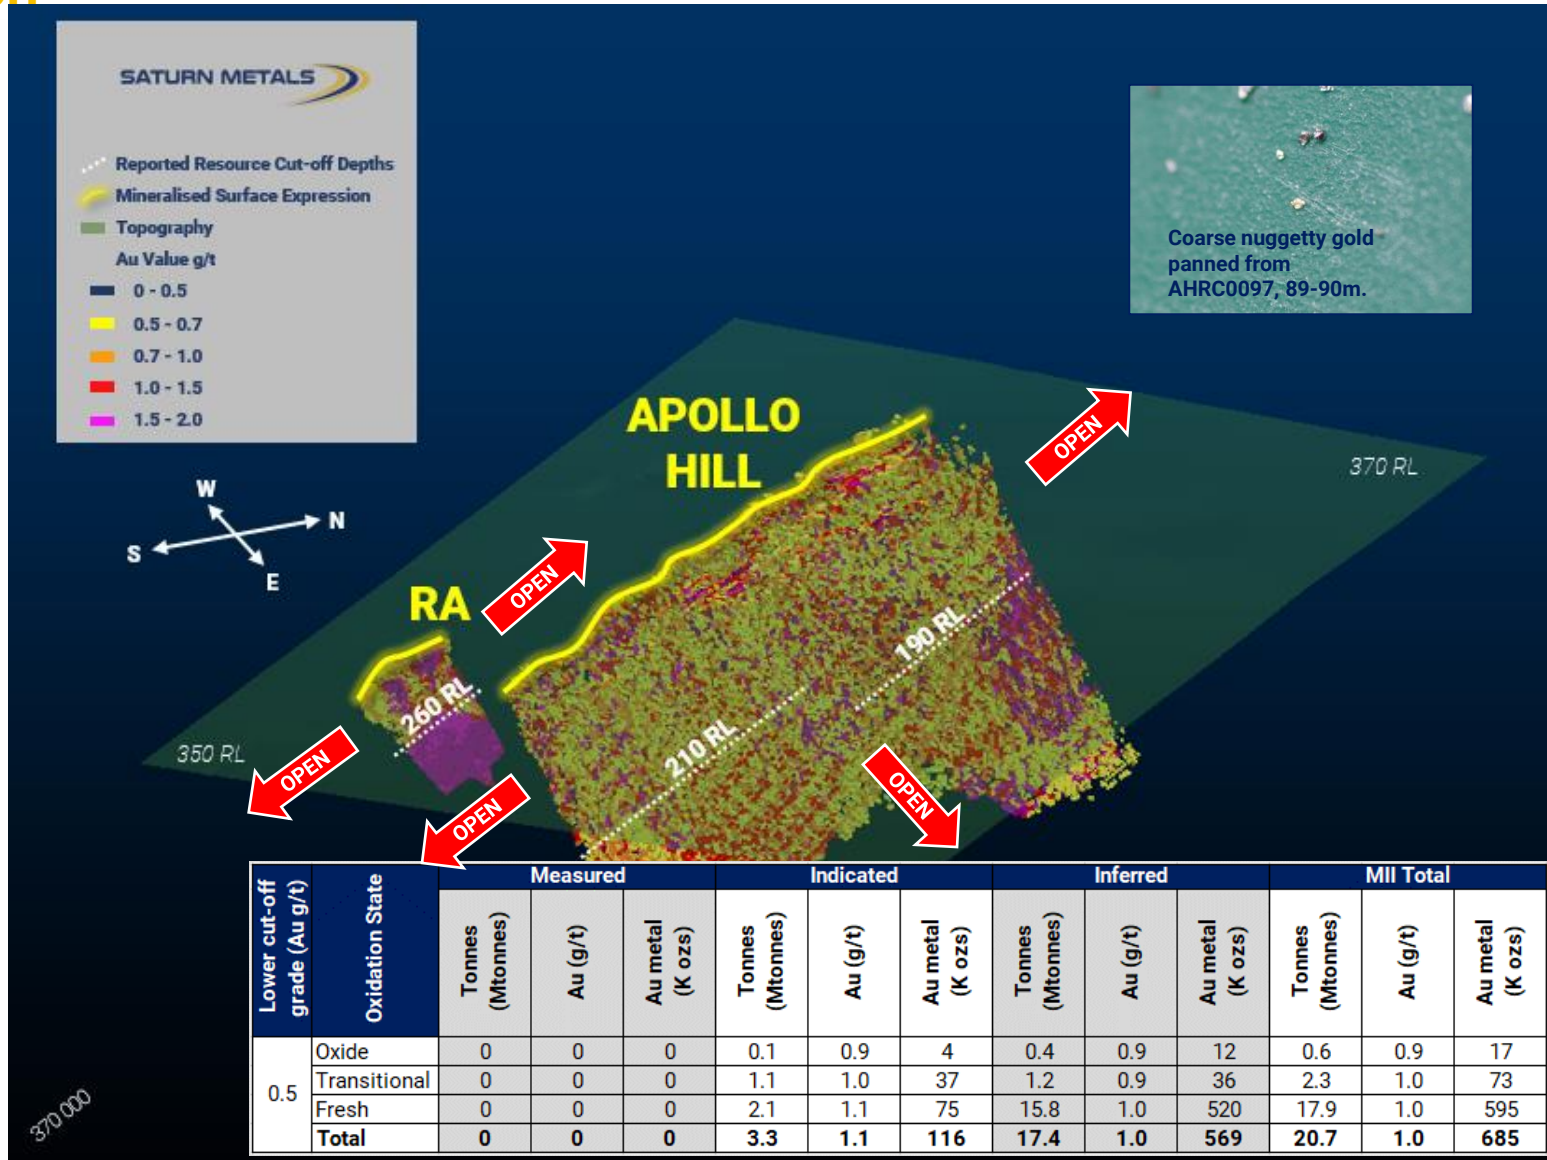 SATURN METALS
Reported Resource Cut-off Depths
Mineralised Surface Expression
Topography
Au Value g/t
0 - 0.5
0.5 - 0.7
0.7 - 1.0
1.0 - 1.5
1.5 - 2.0
Coarse nuggetty gold
panned from
AHRC0097, 89-90m.
W
N
S
E
APOLLO
HILL
RA
OPEN
OPEN
OPEN
OPEN
OPEN
370 RL
350 RL
190 RL
210 RL
260 RL
370 000
Lower cut-off grade (Au g/t) Oxidation State Measured Indicated Inferred MII Total
Tonnes (Mtonnes) Au (g/t) Au metal (K ozs) Tonnes (Mtonnes) Au (g/t) Au metal (K ozs) Tonnes (Mtonnes) Au (g/t) Au metal (K ozs) Tonnes (Mtonnes) Au (g/t) Au metal (K ozs)
0.5
Oxide 0 0 0 0.1 0.9 4 0.4 0.9 12 0.6 0.9 17
Transitional 0 0 0 1.1 1.0 37 1.2 0.9 36 2.3 1.0 73
Fresh 0 0 0 2.1 1.1 75 15.8 1.0 520 17.9 1.0 595
Total 0 0 0 3.3 1.1 116 17.4 1.0 569 20.7 1.0 685